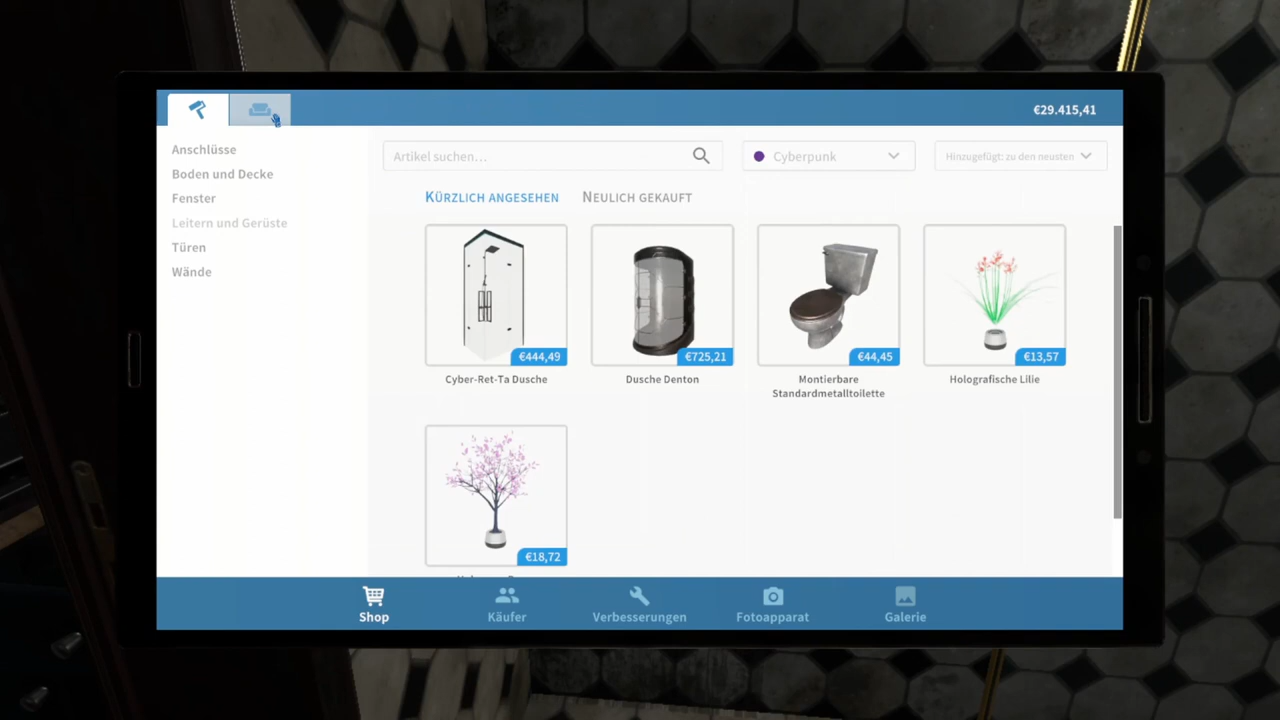 €29.415,41
Anschlüsse
Boden und Decke
Fenster
Leitern und Gerüste
Türen
Wände
Artikel suchen...
Cyberpunk
Hinzugefügt: zu den neusten
KÜRZLICH ANGESEHEN
NEULICH GEKAUFT
€444,49
Cyber-Ret-Ta Dusche
€725,21
Dusche Denton
€44,45
Montierbare
Standardmetalltoilette
€13,57
Holografische Lilie
€18,72
Shop
Käufer
Verbesserungen
Fotoapparat
Galerie